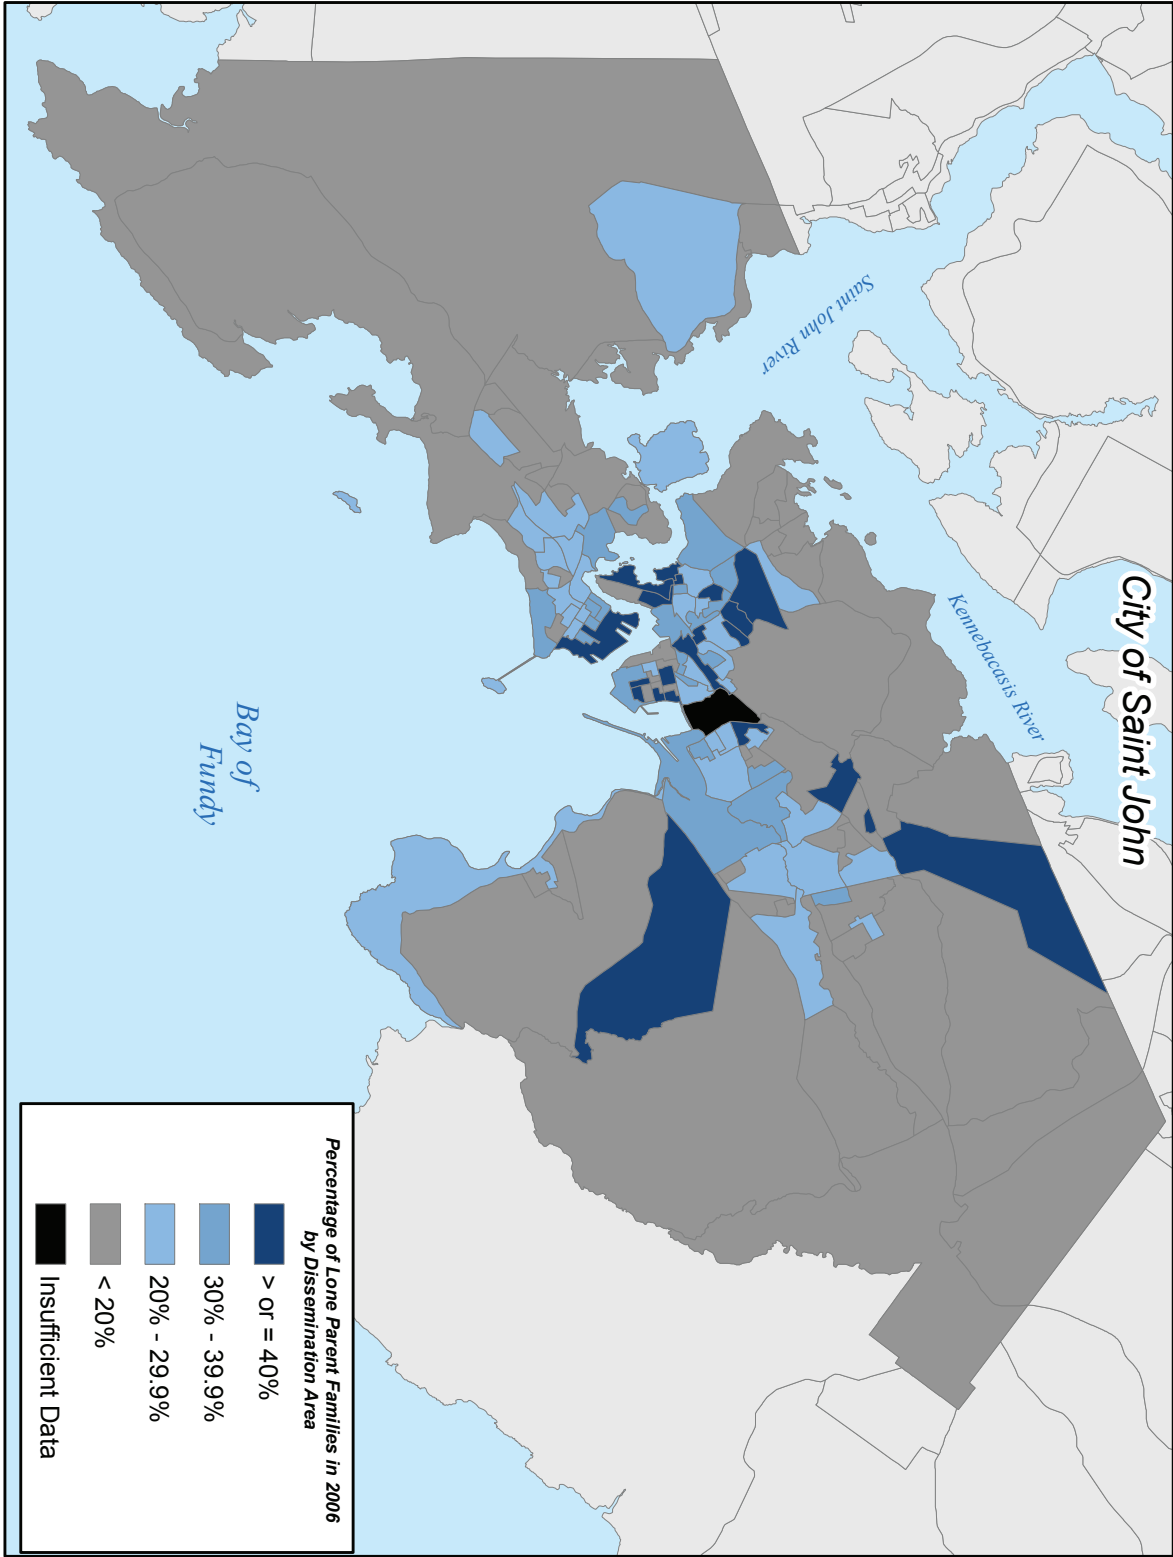 City of Saint John
Kennebacasis River
Saint John River
Bay of
Fundy
Percentage of Lone Parent Families in 2006
by Dissemination Area
> or = 40%
30% - 39.9%
20% - 29.9%
< 20%
Insufficient Data